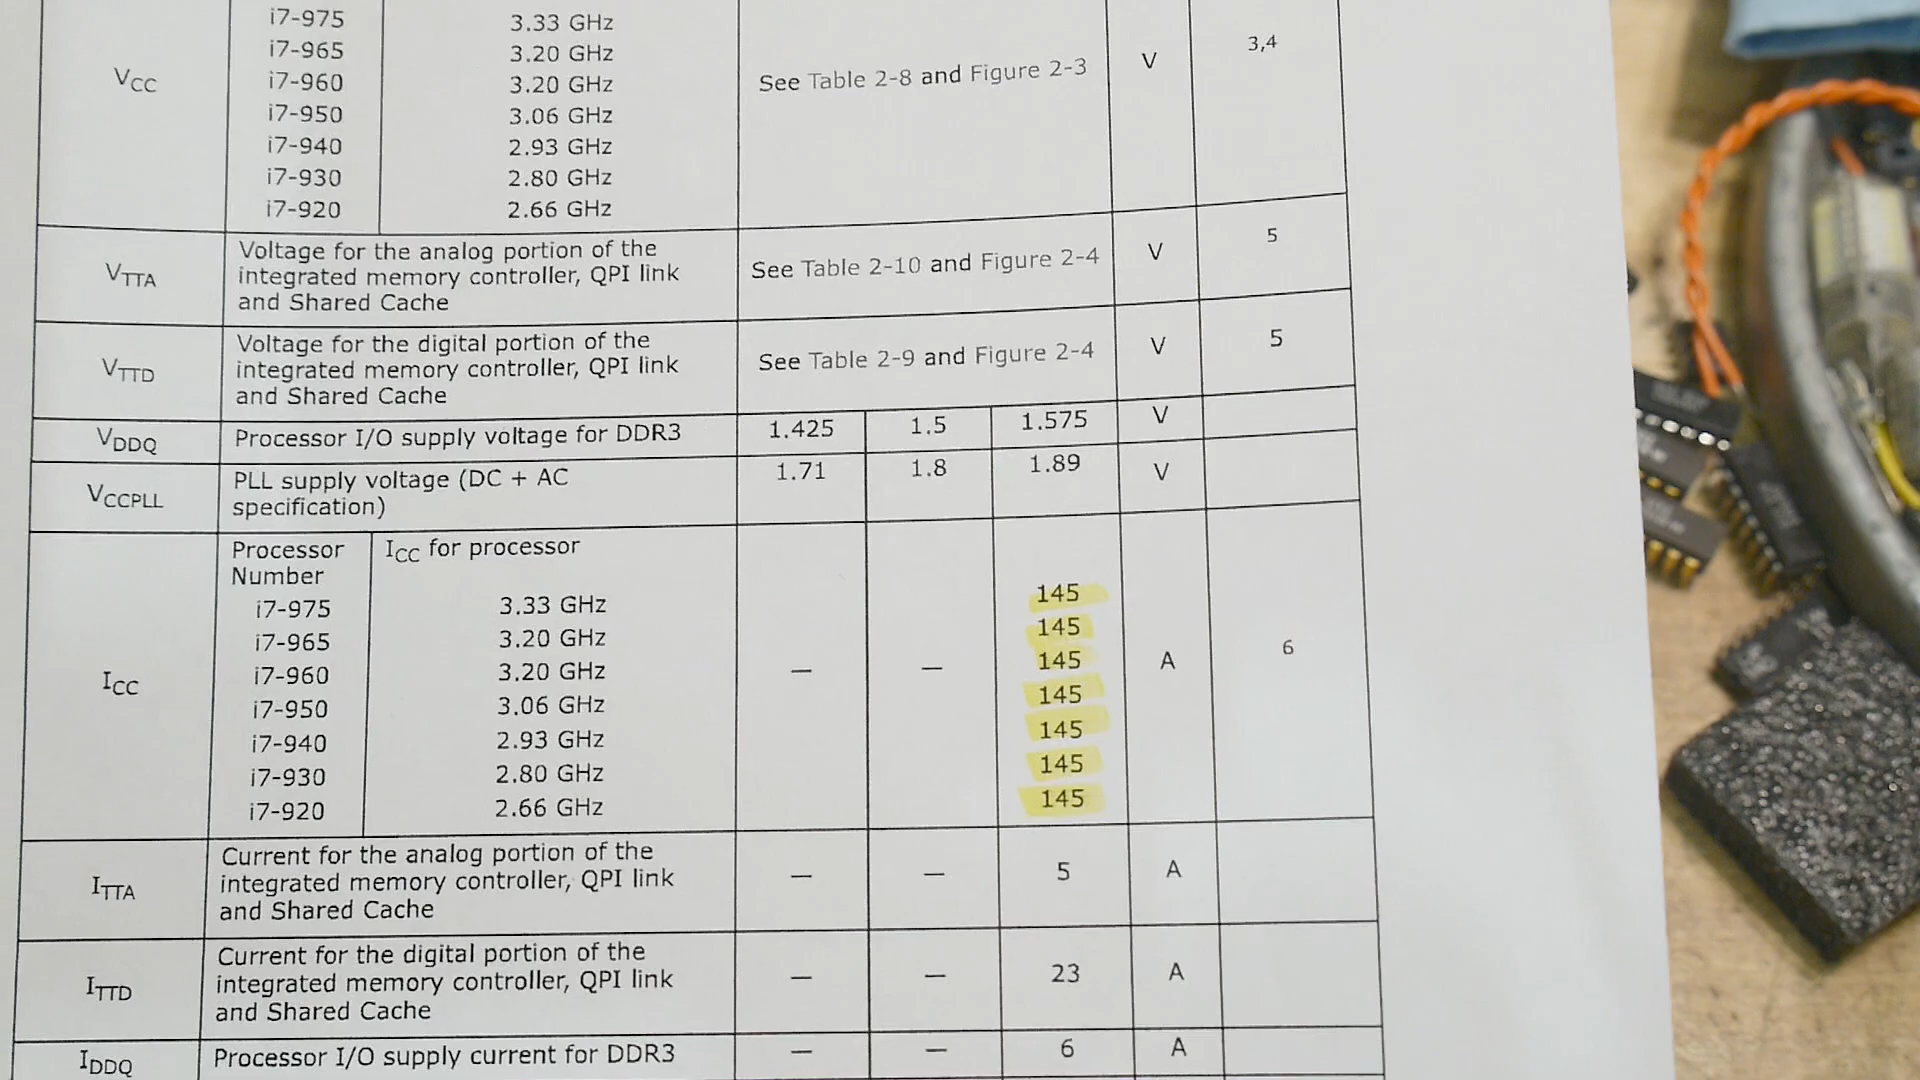 i7-975 3.33 GHz
i7-965 3.20 GHz
VCC i7-960 3.20 GHz See Table 2-8 and Figure 2-3 V 3,4
i7-950 3.06 GHz
i7-940 2.93 GHz
i7-930 2.80 GHz
i7-920 2.66 GHz
Voltage for the analog portion of the
VTTA integrated memory controller, QPI link See Table 2-10 and Figure 2-4 V 5
and Shared Cache
Voltage for the digital portion of the
VTTD integrated memory controller, QPI link See Table 2-9 and Figure 2-4 V 5
and Shared Cache
VDDQ Processor I/O supply voltage for DDR3 1.425 1.5 1.575 V
VCCPLL PLL supply voltage (DC + AC 1.71 1.8 1.89 V
specification)
Processor ICC for processor
Number
i7-975 3.33 GHz 145
i7-965 3.20 GHz 145
ICC i7-960 3.20 GHz — — 145 A 6
i7-950 3.06 GHz 145
i7-940 2.93 GHz 145
i7-930 2.80 GHz 145
i7-920 2.66 GHz 145
Current for the analog portion of the
ITTA integrated memory controller, QPI link — — 5 A
and Shared Cache
Current for the digital portion of the
ITTD integrated memory controller, QPI link — — 23 A
and Shared Cache
IDDQ Processor I/O supply current for DDR3 — — 6 A